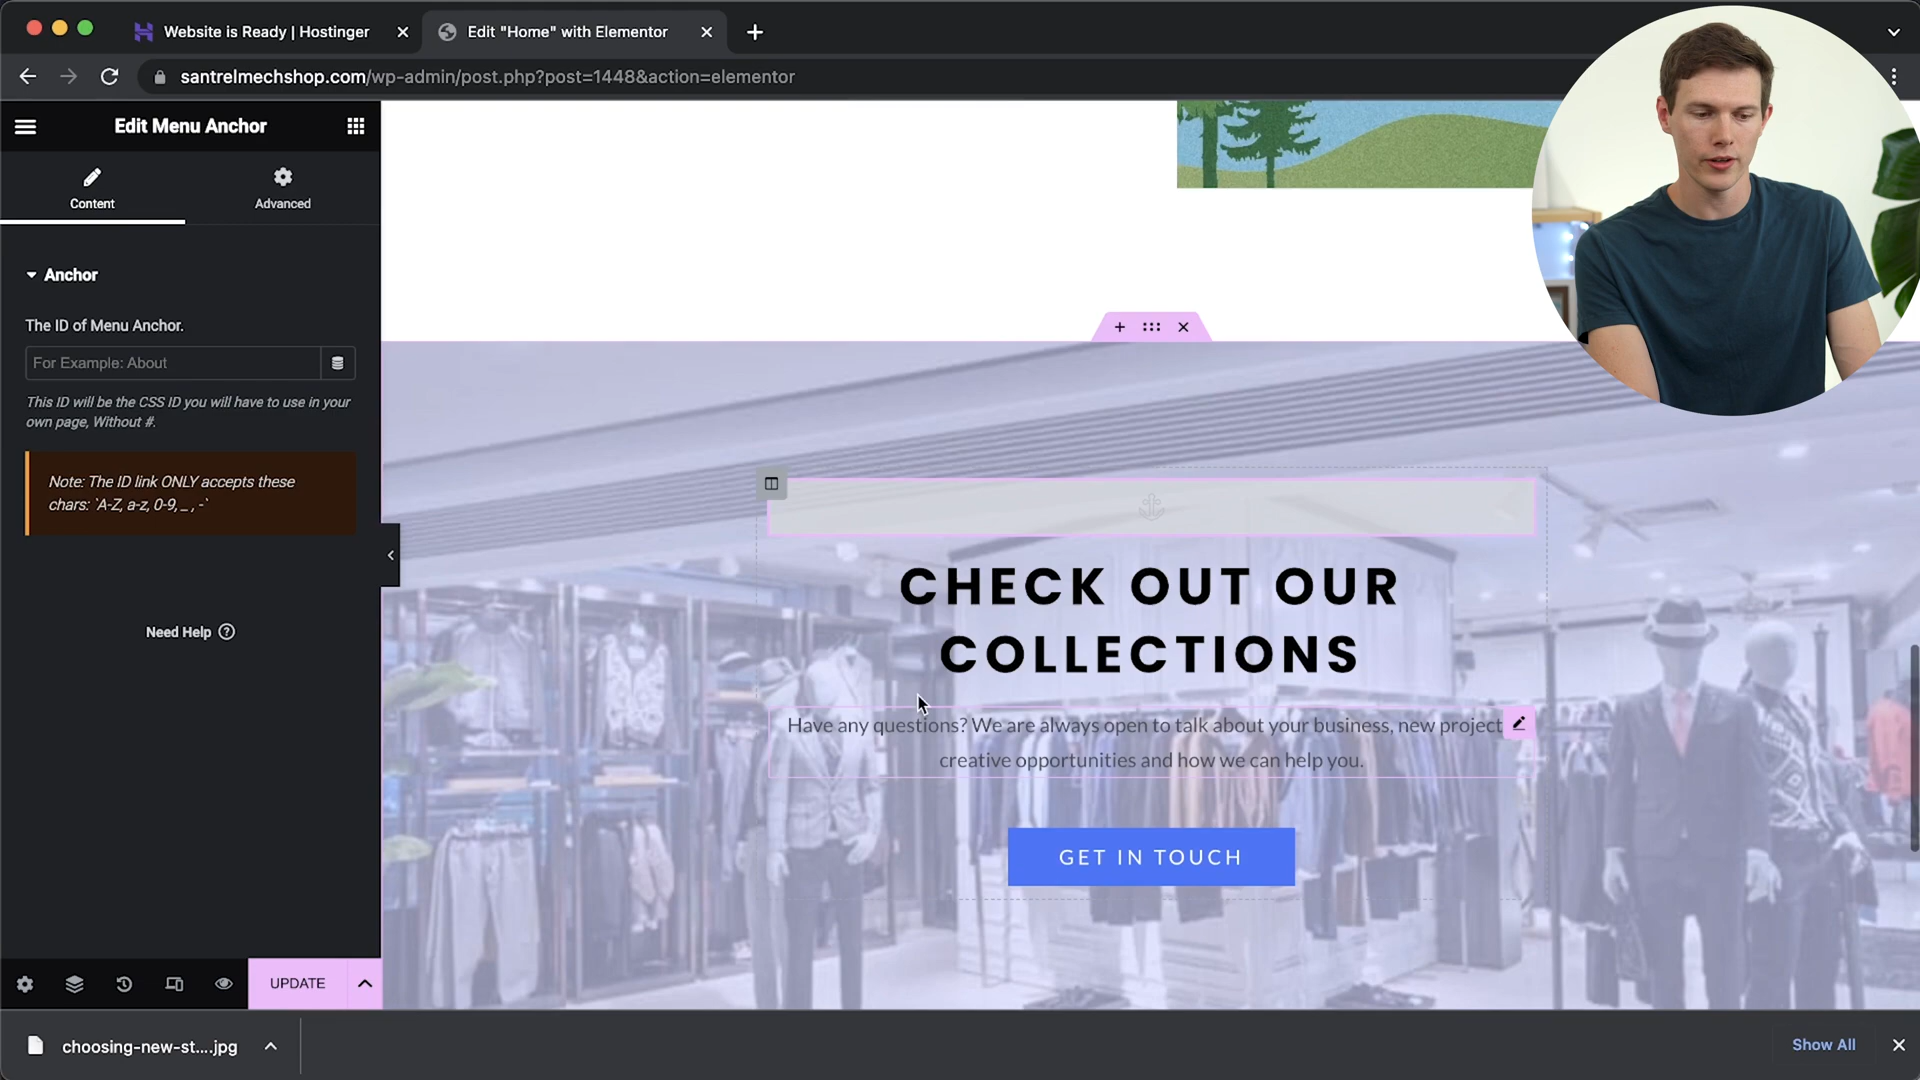 Website is Ready | Hostinger
Edit "Home" with Elementor
santrelmechshop.com/wp-admin/post.php?post=1448&action=elementor
Edit Menu Anchor
Content
Advanced
Anchor
The ID of Menu Anchor.
For Example: About
This ID will be the CSS ID you will have to use in your
own page, Without #.
Note: The ID link ONLY accepts these
chars: `A-Z, a-z, 0-9, _ , -`
Need Help
UPDATE
CHECK OUT OUR
COLLECTIONS
Have any questions? We are always open to talk about your business, new project
creative opportunities and how we can help you.
GET IN TOUCH
choosing-new-st....jpg
Show All